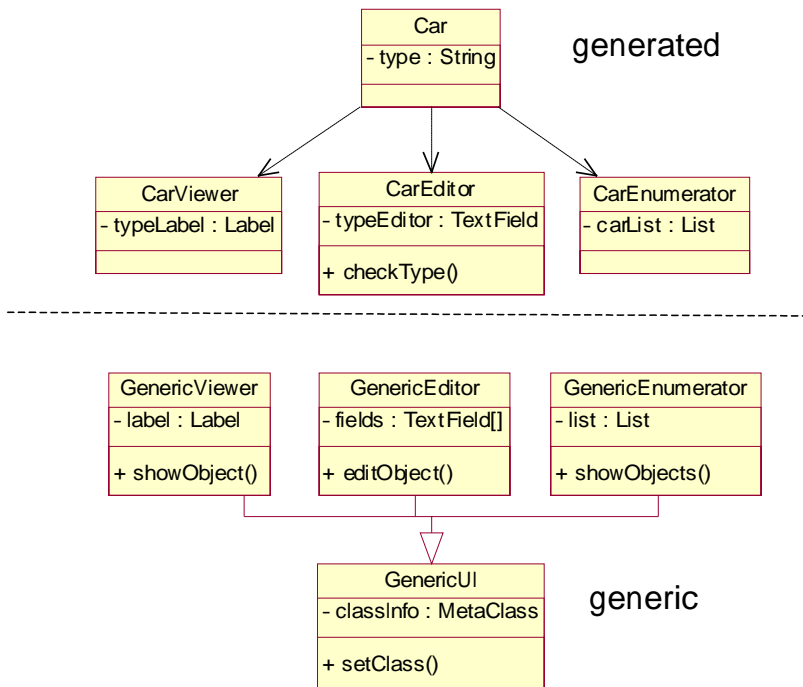 Car
generated
- type : String
CarViewer
- typeLabel : Label
CarEditor
- typeEditor : TextField
+ checkType()
CarEnumerator
- carList : List
GenericViewer
- label : Label
+ showObject()
GenericEditor
- fields : TextField[]
+ editObject()
GenericEnumerator
- list : List
+ showObjects()
GenericUI
- classInfo : MetaClass
+ setClass()
generic